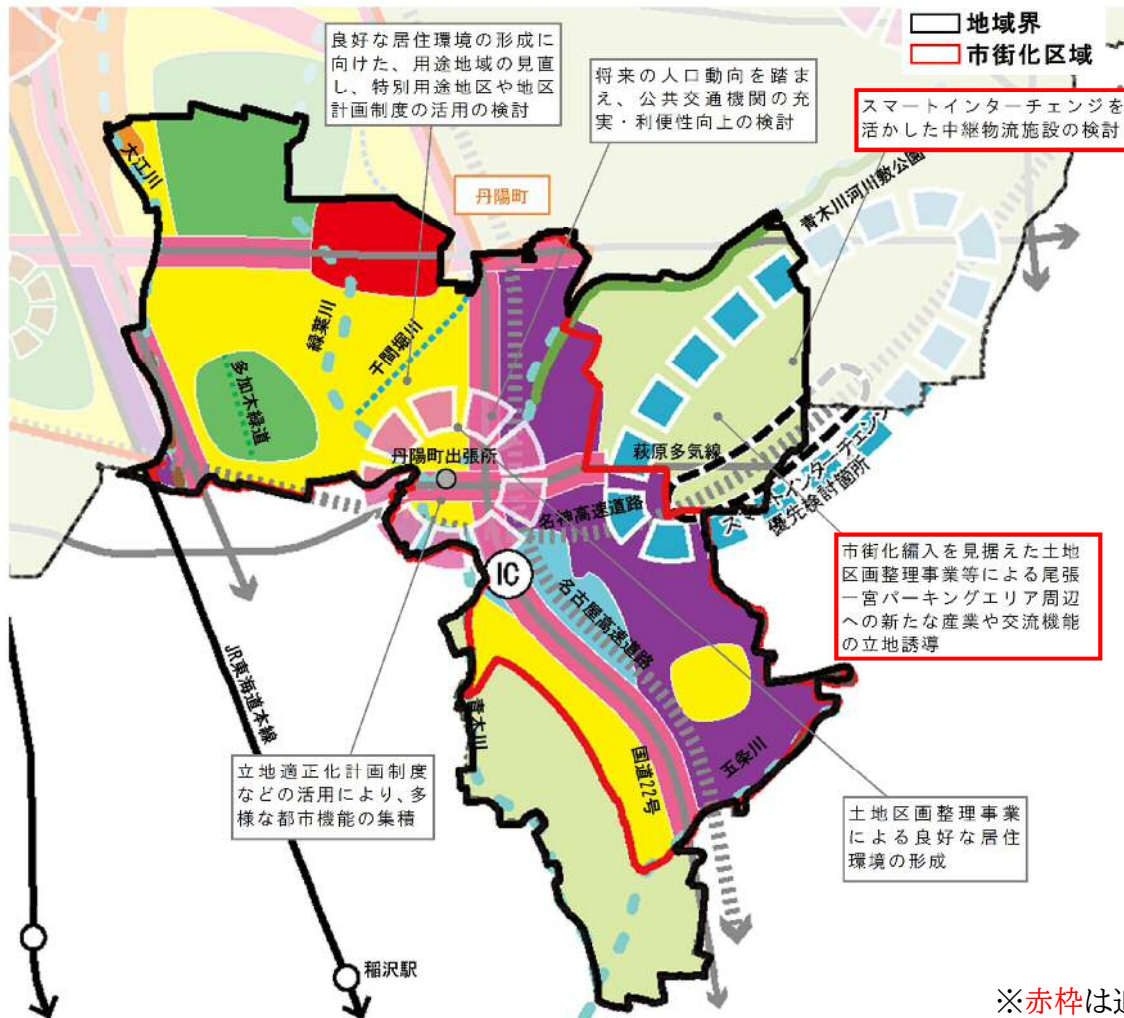 地域界
市街化区域
良好な居住環境の形成に
向けた、用途地域の見直
し、特別用途地区や地区
計画制度の活用の検討
将来の人口動向を踏ま
え、公共交通機関の充
実・利便性向上の検討
スマートインターチェンジを
活かした中継物流施設の検討
丹陽町
大江川
青木川河川敷公園
緑葉川
千間堀川
多加木緑道
丹陽町出張所
萩原多気線
名神高速道路
スマートインターチェンジ
優先検討箇所
IC
名古屋高速道路
市街化編入を見据えた土地
区画整理事業等による尾張
一宮パーキングエリア周辺
への新たな産業や交流機能
の立地誘導
JR東海道本線
青木川
国道22号
五条川
立地適正化計画制度
などの活用により、多
様な都市機能の集積
土地区画整理事業
による良好な居住
環境の形成
稲沢駅
※赤枠は追